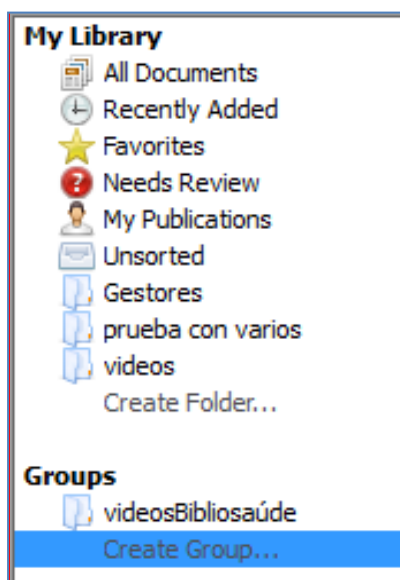 My Library
All Documents
Recently Added
Favorites
Needs Review
My Publications
Unsorted
Gestores
prueba con varios
videos
Create Folder...
Groups
videosBibliosaúde
Create Group...